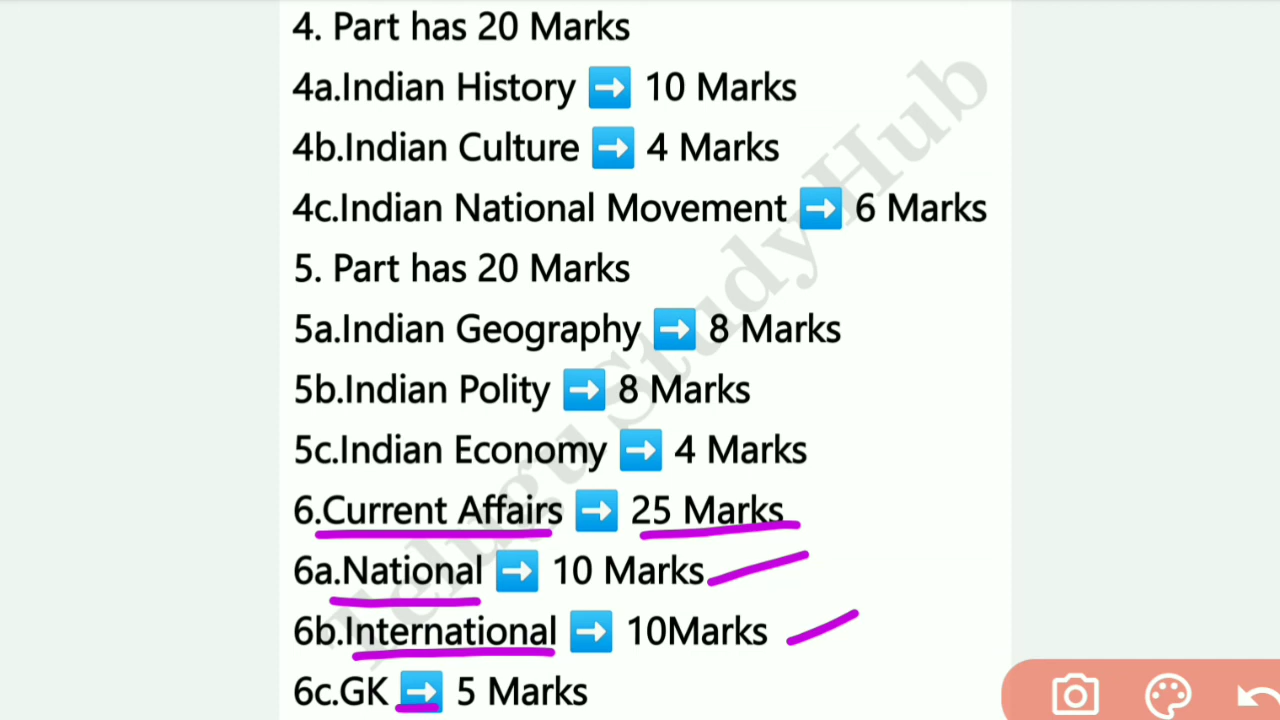 4. Part has 20 Marks
4a.Indian History ➡ 10 Marks
4b.Indian Culture ➡ 4 Marks
4c.Indian National Movement ➡ 6 Marks
5. Part has 20 Marks
5a.Indian Geography ➡ 8 Marks
5b.Indian Polity ➡ 8 Marks
5c.Indian Economy ➡ 4 Marks
6.Current Affairs ➡ 25 Marks
6a.National ➡ 10 Marks
6b.International ➡ 10Marks
6c.GK ➡ 5 Marks
Telugu StudyHub